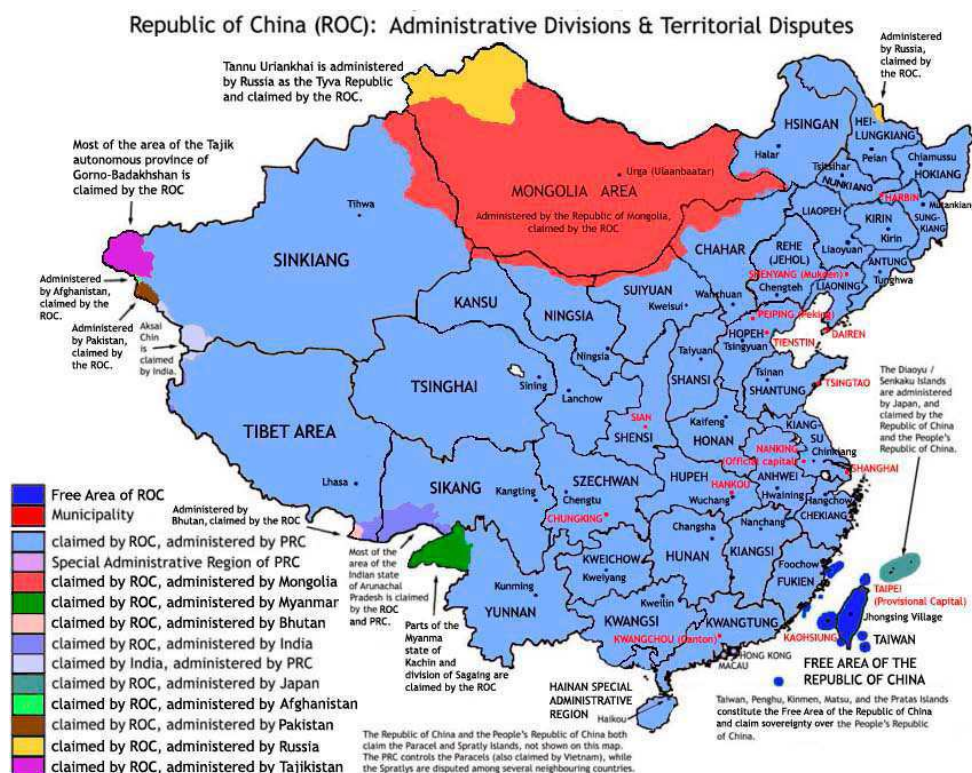 Republic of China (ROC): Administrative Divisions & Territorial Disputes
Tannu Uriankhai is administered
by Russia as the Tyva Republic
and claimed by the ROC.
Administered
by Russia,
claimed by
the ROC.
Most of the area of the Tajik
autonomous province of
Gorno-Badakhshan is
claimed by the ROC
Administered
by Afghanistan,
claimed by the
ROC.
Administered
by Pakistan,
claimed by
the ROC.
Aksai
Chin
is
claimed
by India.
HSINGAN
Halar
HEI-
LUNGKIANG
Peian
Chiamussu
HOKIANG
Tsitsihar
NUNKIANG
HARBIN
Mutankiang
SUNG-
KIANG
LIAOPEH
KIRIN
Kirin
Liaoyuan
ANTUNG
Tunghwa
REHE
(JEHOL)
SHENYANG (Mukden)
Chengteh
LIAONING
Urga (Ulaanbaatar)
MONGOLIA AREA
Administered by the Republic of Mongolia,
claimed by the ROC
Tihwa
SINKIANG
CHAHAR
Wanchuan
SUIYUAN
Kweisui
KANSU
NINGSIA
Ningsia
PEIPING (Peking)
HOPEH
Tsingyuan
TIENSTIN
DAIREN
Taiyuan
SHANSI
Tsinan
SHANTUNG
TSINGTAO
TSINGHAI
Sining
Lanchow
SIAN
SHENSI
Kaifeng
HONAN
KIANG-
SU
Chinkiang
NANKING
(Official capital)
SHANGHAI
TIBET AREA
Lhasa
SIKANG
Kangting
SZECHWAN
Chengtu
CHUNGKING
HUPEH
HANKOU
Wuchang
ANHWEI
Hwaining
Hangchow
CHEKIANG
Changsha
HUNAN
Nanchang
KIANGSI
Foochow
FUKIEN
KWEICHOW
Kweiyang
Kunming
YUNNAN
Kweilin
KWANGSI
KWANGTUNG
KWANGCHOU (Canton)
HONG KONG
MACAU
HAINAN SPECIAL
ADMINISTRATIVE
REGION
Haikou
The Diaoyu /
Senkaku Islands
are administered
by Japan, and
claimed by the
Republic of China
and the People's
Republic of China.
TAIPEI
(Provisional Capital)
Jhongsing Village
KAOHSIUNG
TAIWAN
FREE AREA OF THE
REPUBLIC OF CHINA
Taiwan, Penghu, Kinmen, Matsu, and the Pratas Islands
constitute the Free Area of the Republic of China
and claim sovereignty over the People's Republic
of China.
Administered by
Bhutan, claimed by the ROC
Most of the
area of the
Indian state
of Arunachal
Pradesh is claimed
by the ROC
and PRC.
Parts of the
Myanma
state of
Kachin and
division of Sagaing are
claimed by the ROC
The Republic of China and the People's Republic of China both
claim the Paracel and Spratly Islands, not shown on this map.
The PRC controls the Paracels (also claimed by Vietnam), while
the Spratlys are disputed among several neighbouring countries.
Free Area of ROC
Municipality
claimed by ROC, administered by PRC
Special Administrative Region of PRC
claimed by ROC, administered by Mongolia
claimed by ROC, administered by Myanmar
claimed by ROC, administered by Bhutan
claimed by ROC, administered by India
claimed by India, administered by PRC
claimed by ROC, administered by Japan
claimed by ROC, administered by Afghanistan
claimed by ROC, administered by Pakistan
claimed by ROC, administered by Russia
claimed by ROC, administered by Tajikistan